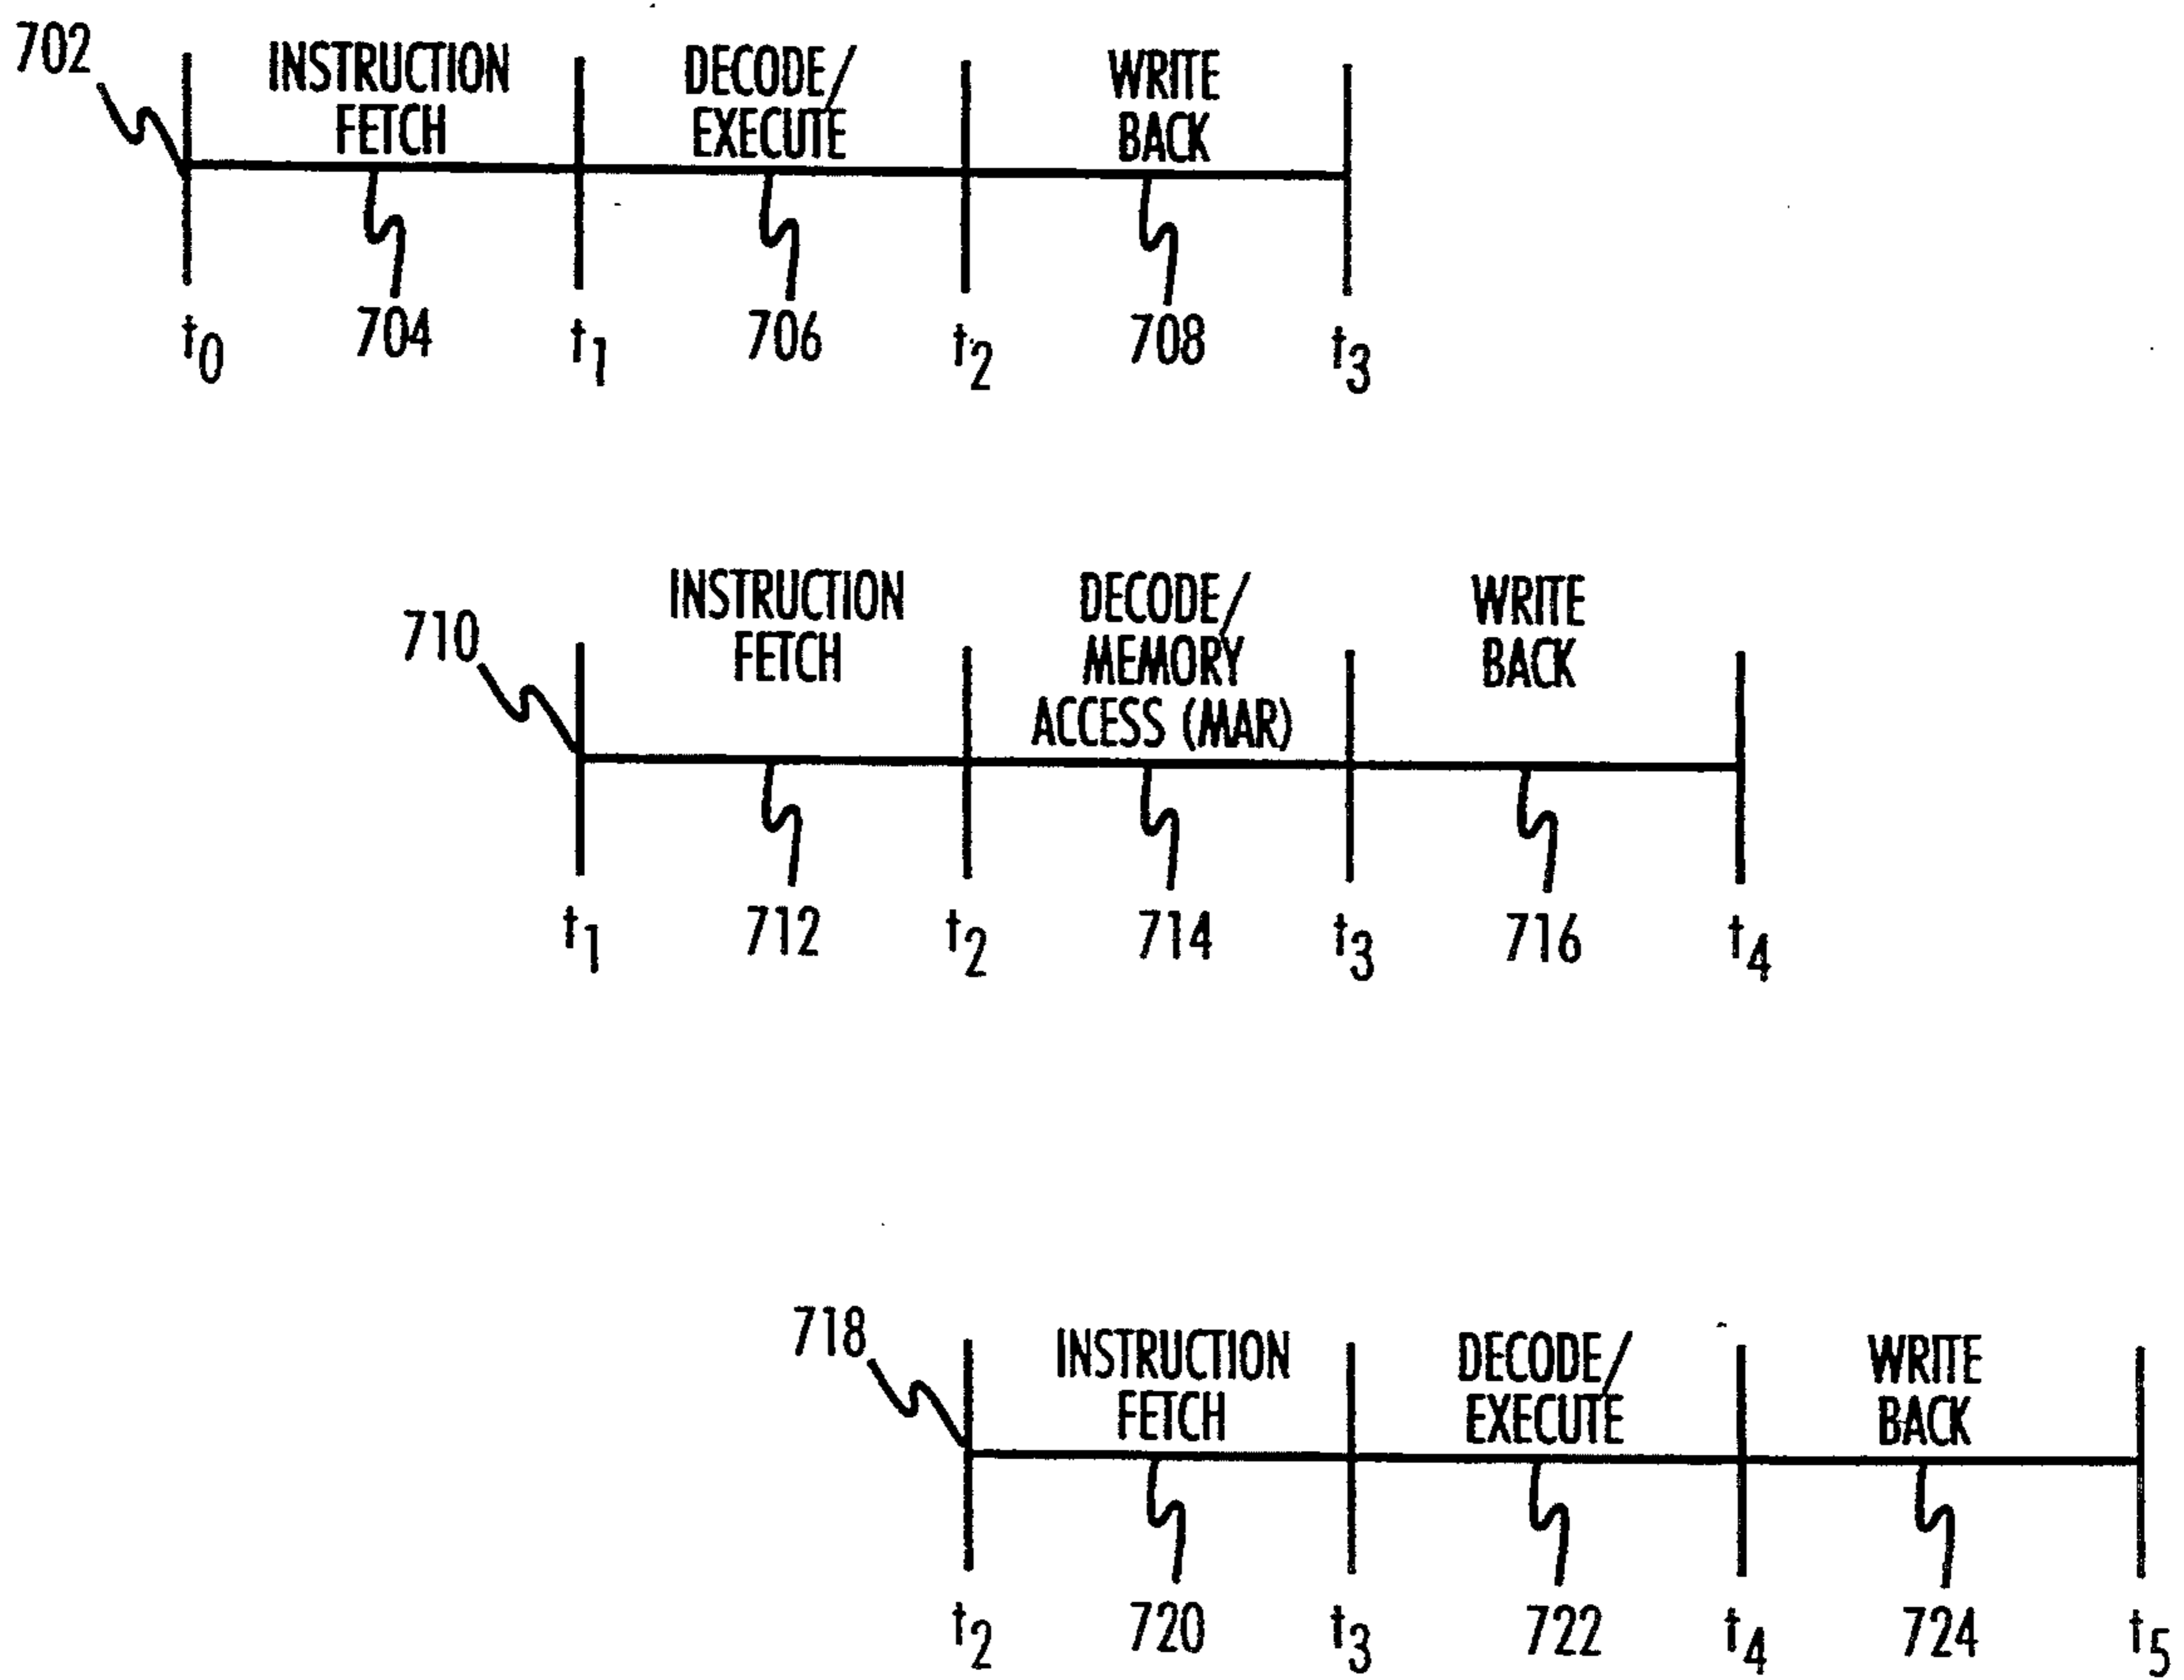 702
INSTRUCTION
FETCH
DECODE/
EXECUTE
WRITE
BACK
t0
704
t1
706
t2
708
t3
710
INSTRUCTION
FETCH
DECODE/
MEMORY
ACCESS (MAR)
WRITE
BACK
t1
712
t2
714
t3
716
t4
718
INSTRUCTION
FETCH
DECODE/
EXECUTE
WRITE
BACK
t2
720
t3
722
t4
724
t5